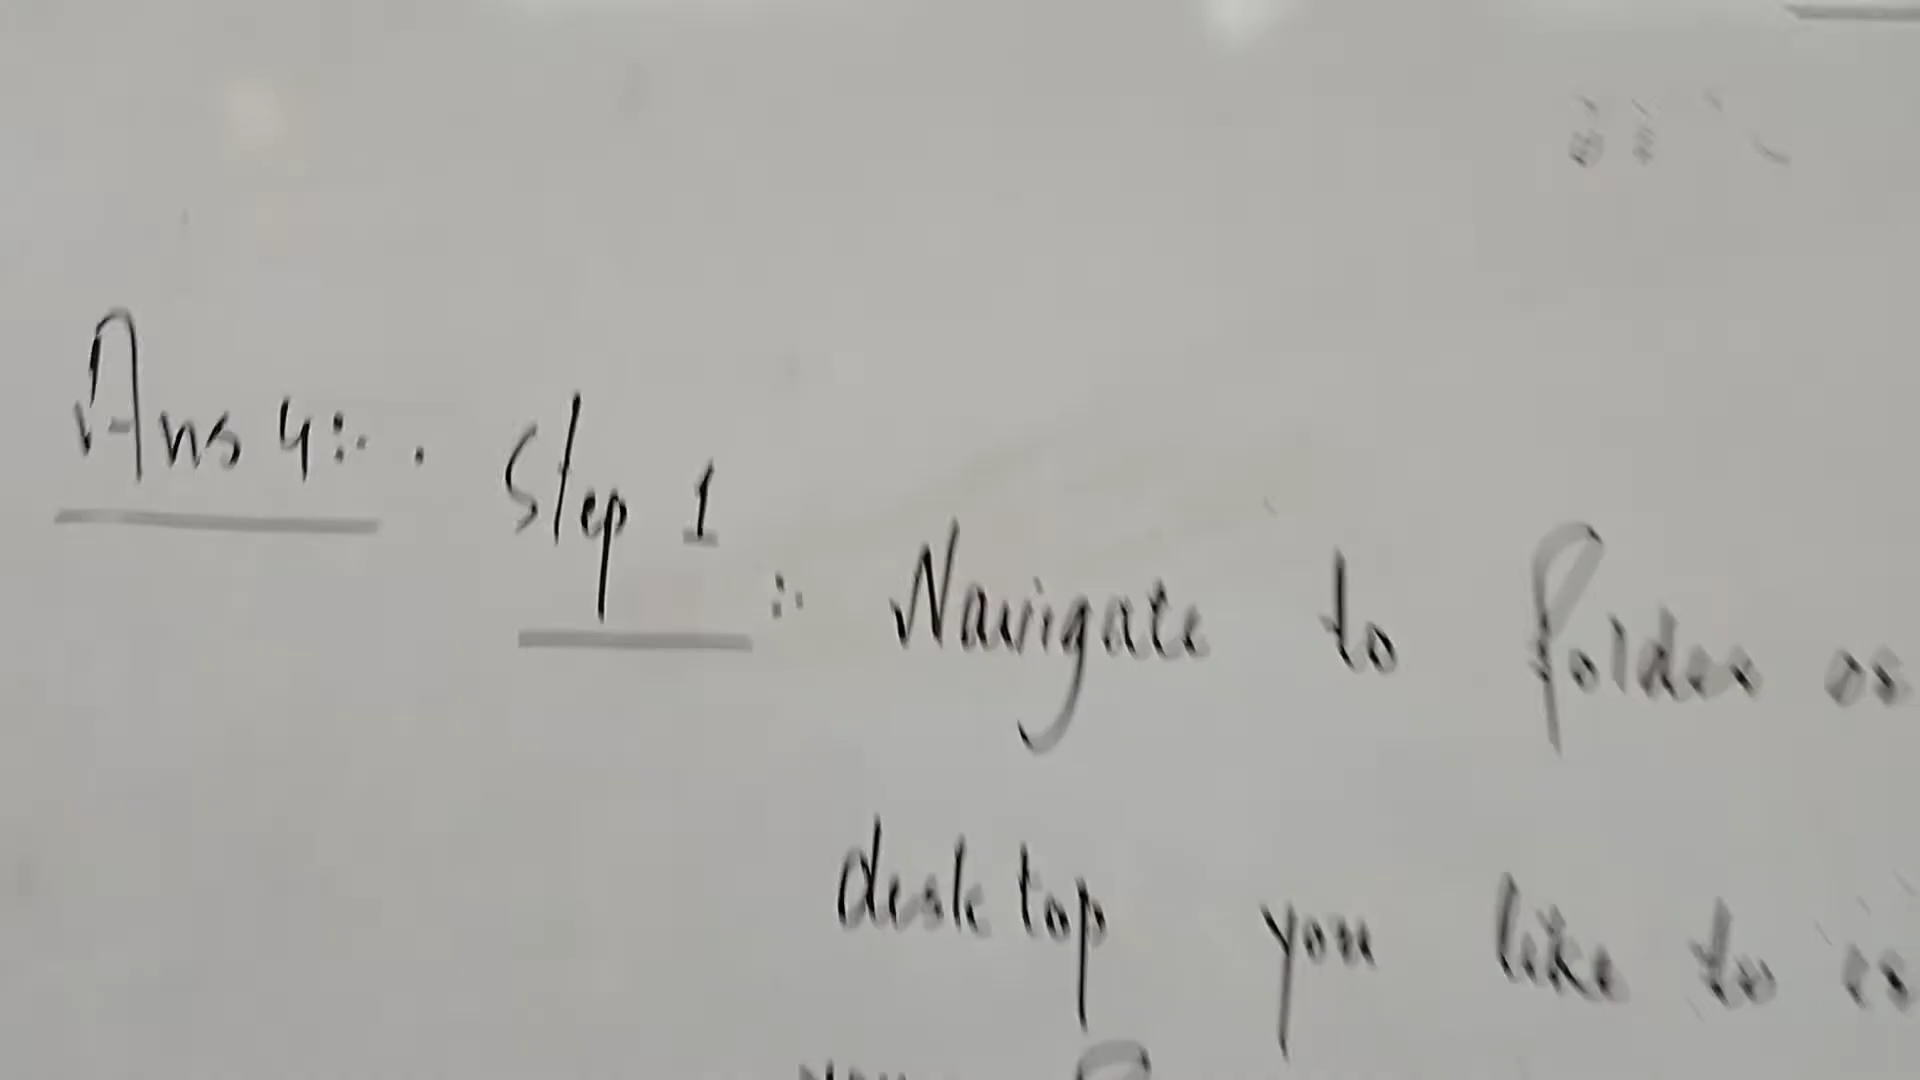 Ans 4:- . Step 1 :- Navigate to folder or
desktop you like to